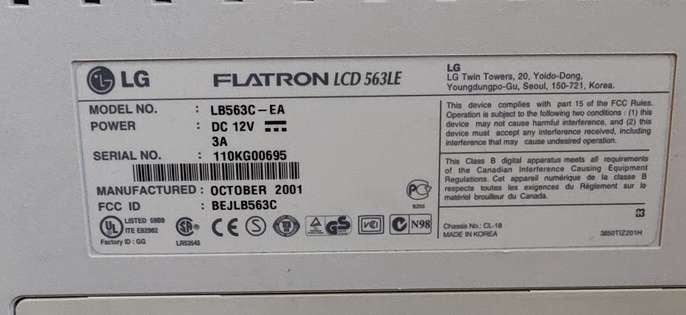 LG FLATRON LCD 563LE
LG
LG Twin Towers, 20, Yoido-Dong,
Youngdungpo-Gu, Seoul, 150-721, Korea.
MODEL NO. : LB563C-EA
POWER : DC 12V
3A
SERIAL NO. : 110KG00695
MANUFACTURED : OCTOBER 2001
FCC ID : BEJLB563C
This device complies with part 15 of the FCC Rules.
Operation is subject to the following two conditions : (1) this
device may not cause harmful interference, and (2) this
device must accept any interference received, including
interference that may cause undesired operation.
This Class B digital apparatus meets all requirements
of the Canadian Interference Causing Equipment
Regulations. Cet appareil numérique de la classe B
respecte toutes les exigences du Règlement sur le
matériel brouilleur du Canada.
UL LISTED
ITE
Factory ID : GG
CE
GS
N98
Chassis No.: CL-18
MADE IN KOREA
3850TIZ201H